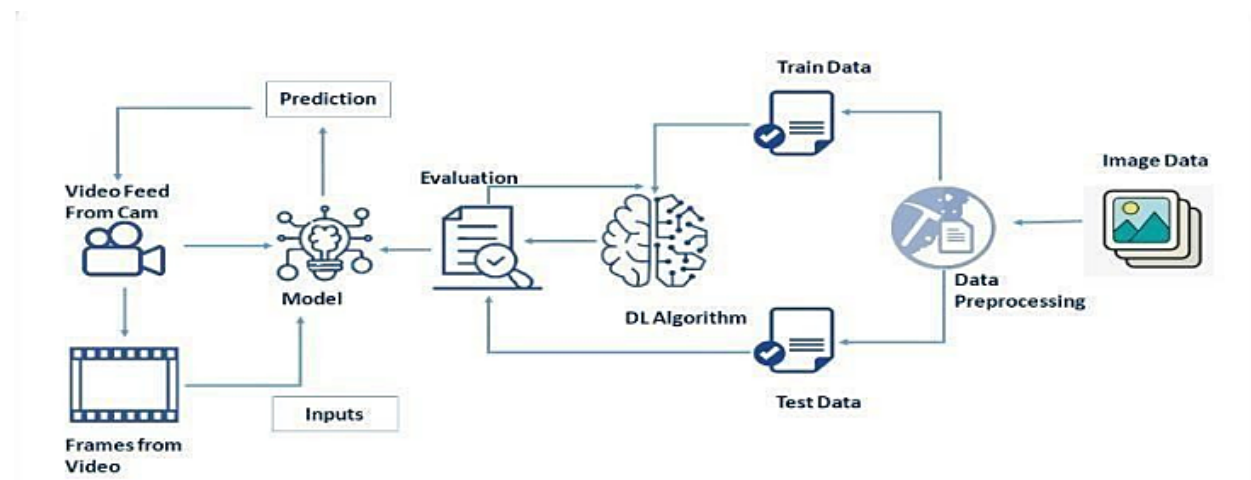 Train Data
Prediction
Image Data
Evaluation
Video Feed
From Cam
Data
Preprocessing
Model
DL Algorithm
Test Data
Inputs
Frames from
Video